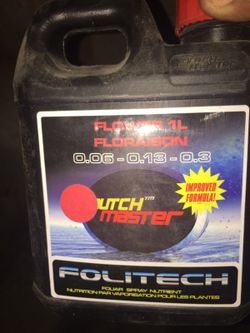 FLOWER 1L
FLORAISON
0.06 - 0.13 - 0.3
IMPROVED
FORMULA!
DUTCH™
master
FOLITECH
FOLIAR SPRAY NUTRIENT
NUTRITION PAR VAPORISATION POUR LES PLANTES